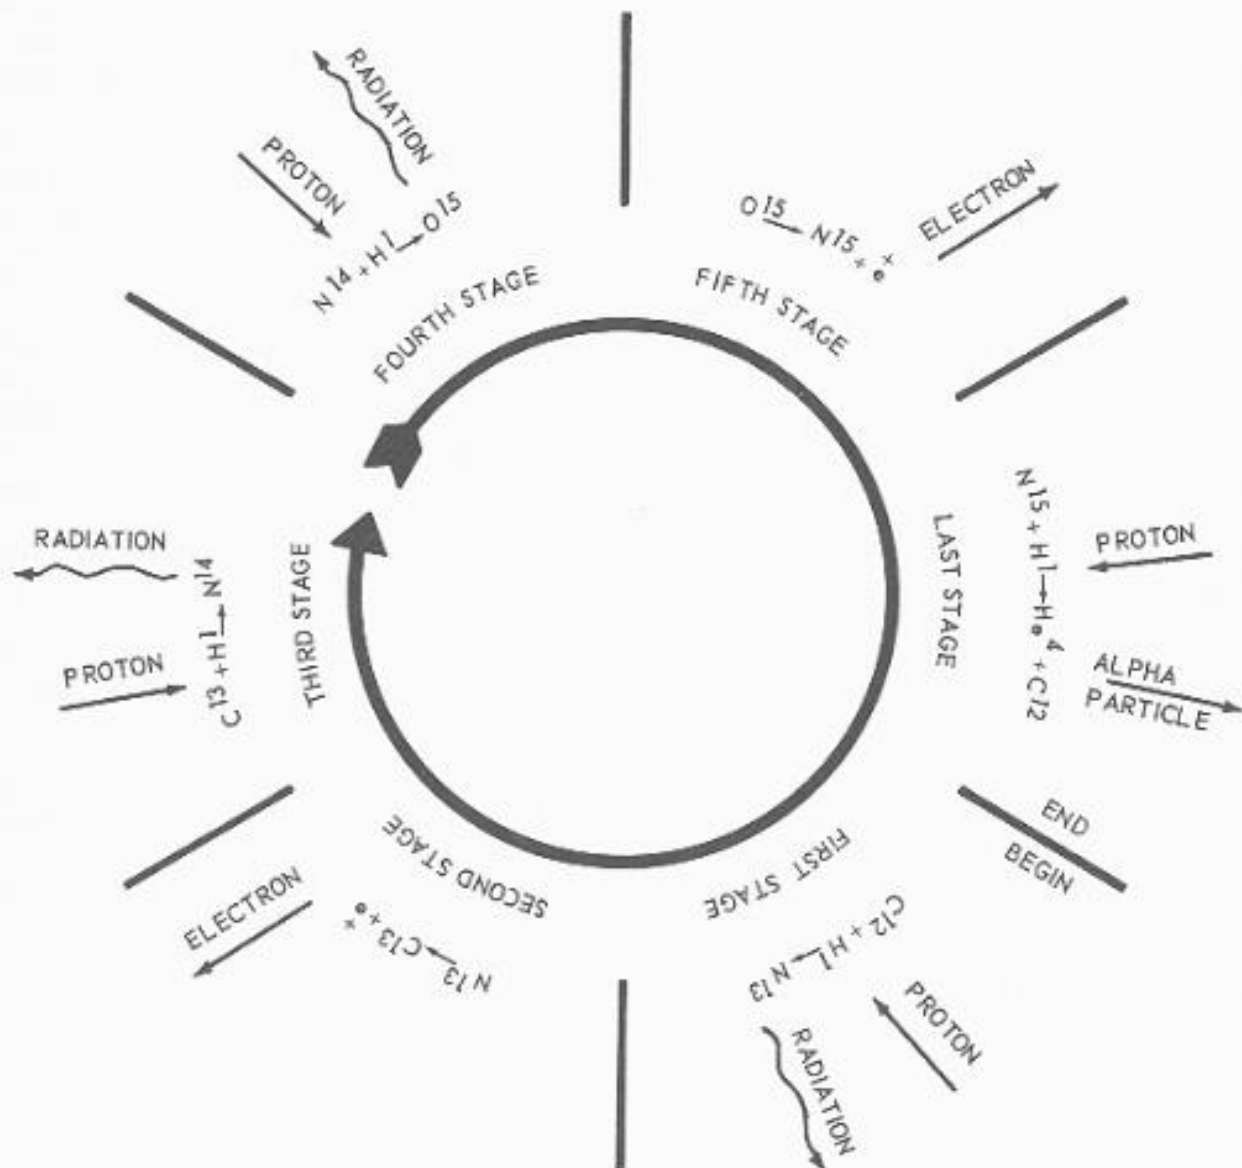 BEGIN
FIRST STAGE
C12 + H1 → N13
PROTON
RADIATION
SECOND STAGE
N13 → C13 + e+
ELECTRON
THIRD STAGE
C13 + H1 → N14
PROTON
RADIATION
FOURTH STAGE
N14 + H1 → O15
PROTON
RADIATION
FIFTH STAGE
O15 → N15 + e+
ELECTRON
LAST STAGE
N15 + H1 → He4 + C12
PROTON
ALPHA
PARTICLE
END